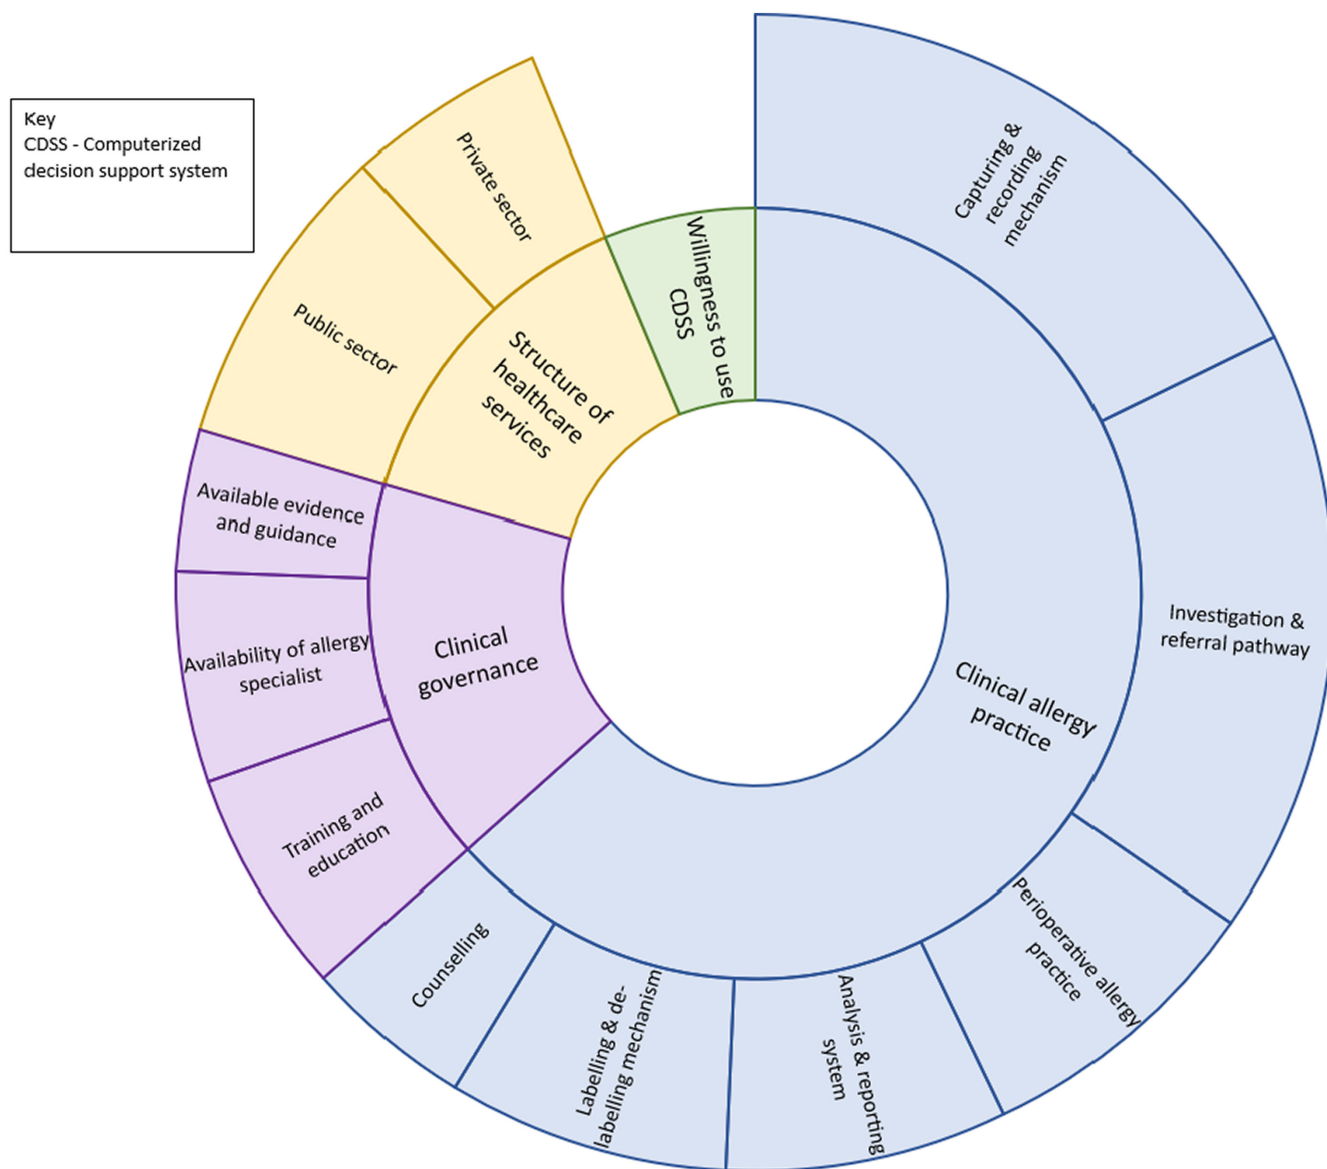 Key
CDSS - Computerized
decision support system
Capturing &
recording
mechanism
Investigation &
referral pathway
Perioperative allergy
practice
Analysis & reporting
system
Labelling & de-
labelling mechanism
Counselling
Clinical allergy
practice
Training and
education
Availability of allergy
specialist
Available evidence
and guidance
Clinical
governance
Public sector
Private sector
Structure of
healthcare
services
Willingness to use
CDSS